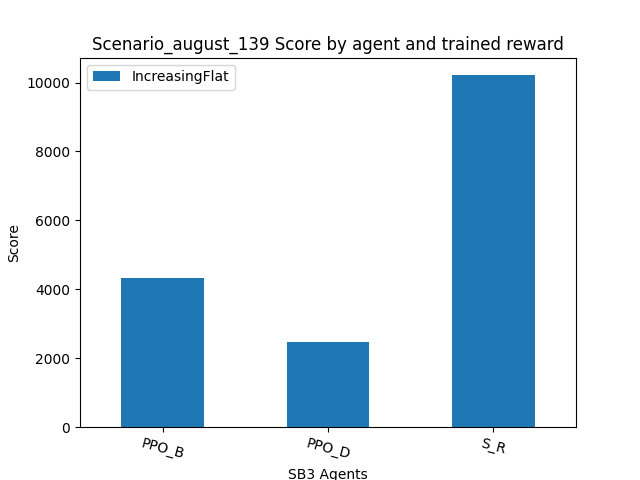 Scenario_august_139 Score by agent and trained reward
IncreasingFlat
10000
8000
6000
4000
2000
0
Score
PPO_B
PPO_D
S_R
SB3 Agents